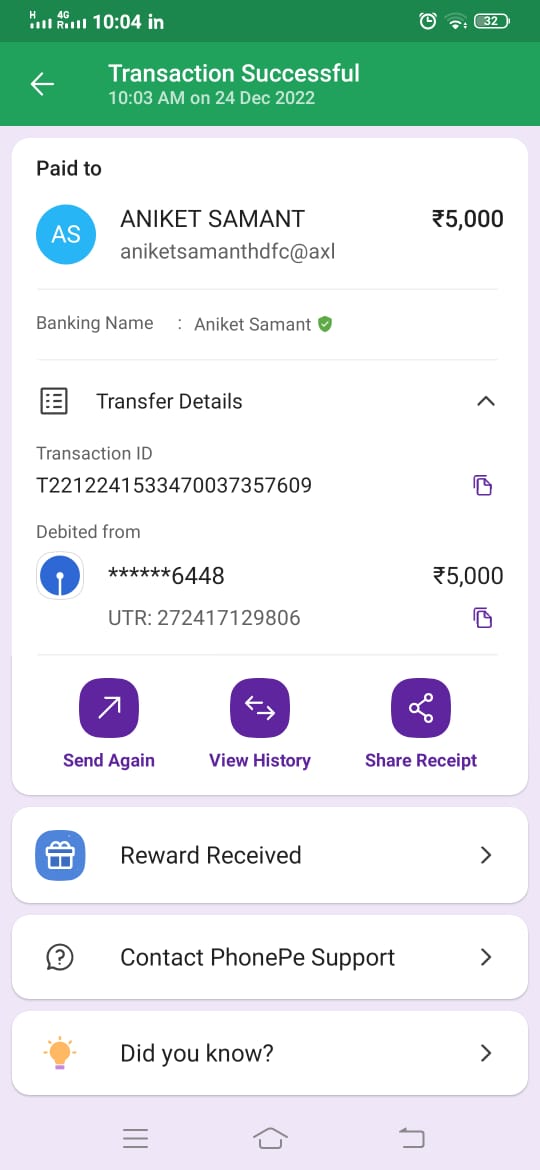 H 4G R 10:04 in 32
Transaction Successful
10:03 AM on 24 Dec 2022
Paid to
AS ANIKET SAMANT ₹5,000
aniketsamanthdfc@axl
Banking Name : Aniket Samant
Transfer Details
Transaction ID
T2212241533470037357609
Debited from
******6448 ₹5,000
UTR: 272417129806
Send Again View History Share Receipt
Reward Received
Contact PhonePe Support
Did you know?